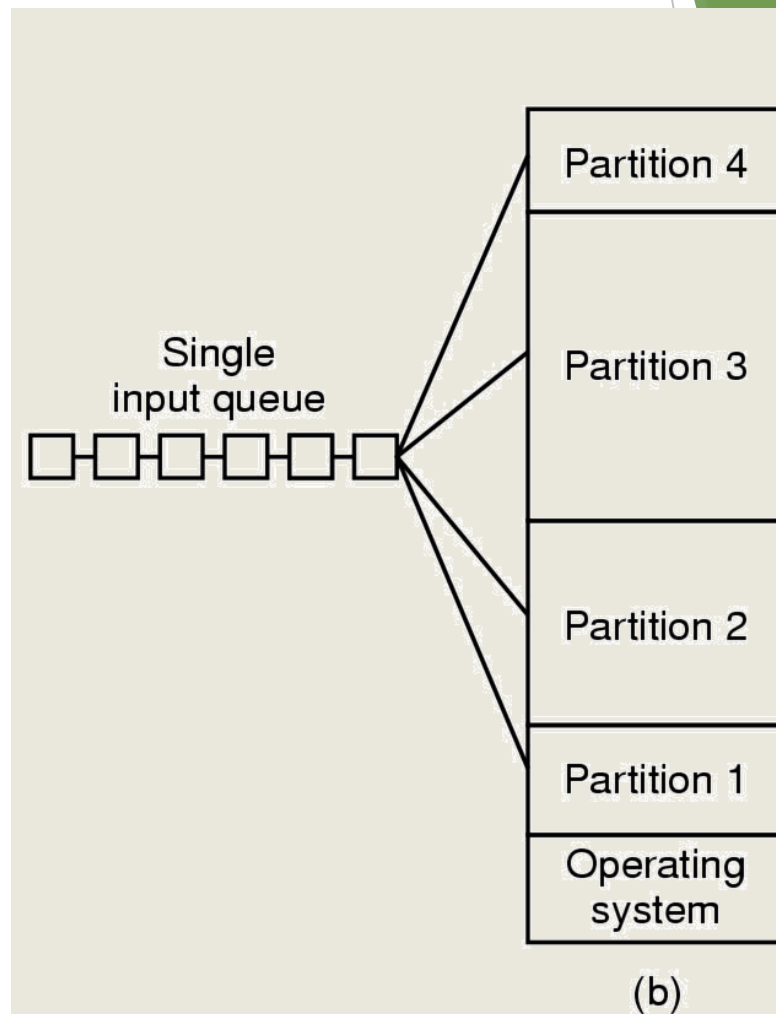 Partition 4
Single
input queue
Partition 3
Partition 2
Partition 1
Operating
system
(b)